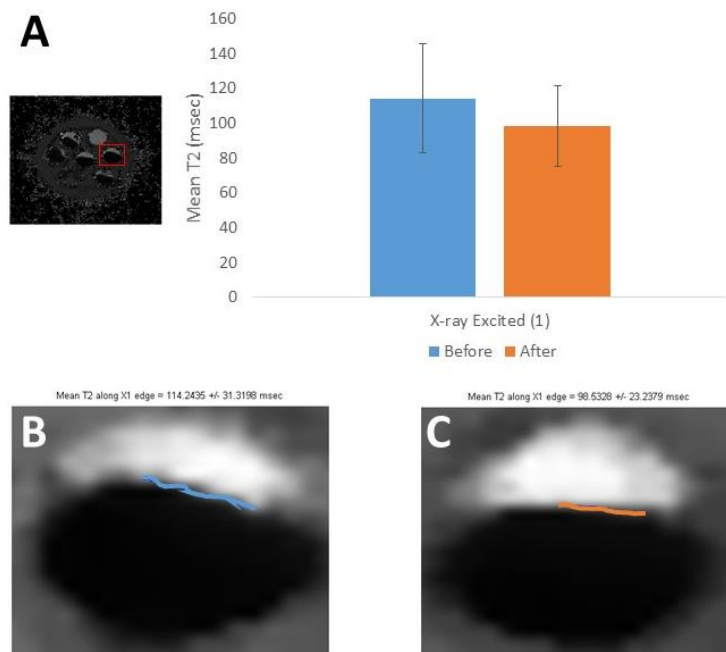 A
160
140
120
100
80
60
40
20
0
Mean T2 (msec)
X-ray Excited (1)
Before After
Mean T2 along X1 edge = 114.2435 +/- 31.3198 msec
B
Mean T2 along X1 edge = 98.5328 +/- 23.2379 msec
C